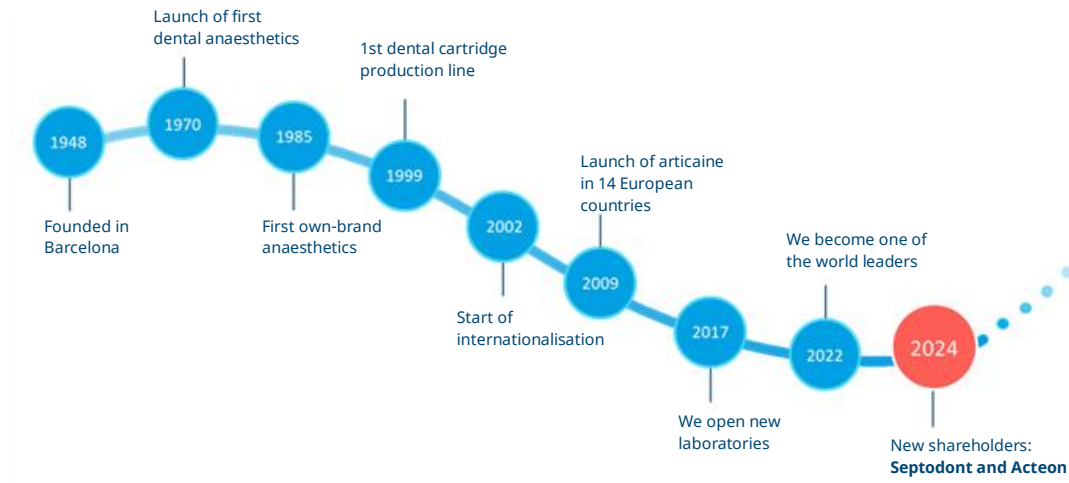 1948
Founded in
Barcelona
Launch of first
dental anaesthetics
1970
1985
First own-brand
anaesthetics
1st dental cartridge
production line
1999
2002
Start of
internationalisation
Launch of articaine
in 14 European
countries
2009
2017
We open new
laboratories
We become one of
the world leaders
2022
2024
New shareholders:
Septodont and Acteon